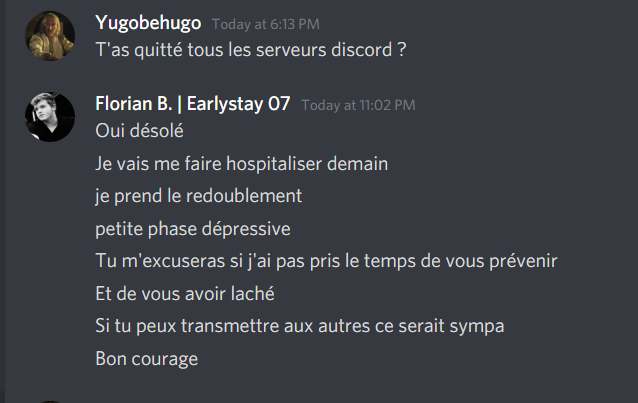 Yugobehugo Today at 6:13 PM
T'as quitté tous les serveurs discord ?
Florian B. | Earlystay 07 Today at 11:02 PM
Oui désolé
Je vais me faire hospitaliser demain
je prend le redoublement
petite phase dépressive
Tu m'excuseras si j'ai pas pris le temps de vous prévenir
Et de vous avoir laché
Si tu peux transmettre aux autres ce serait sympa
Bon courage